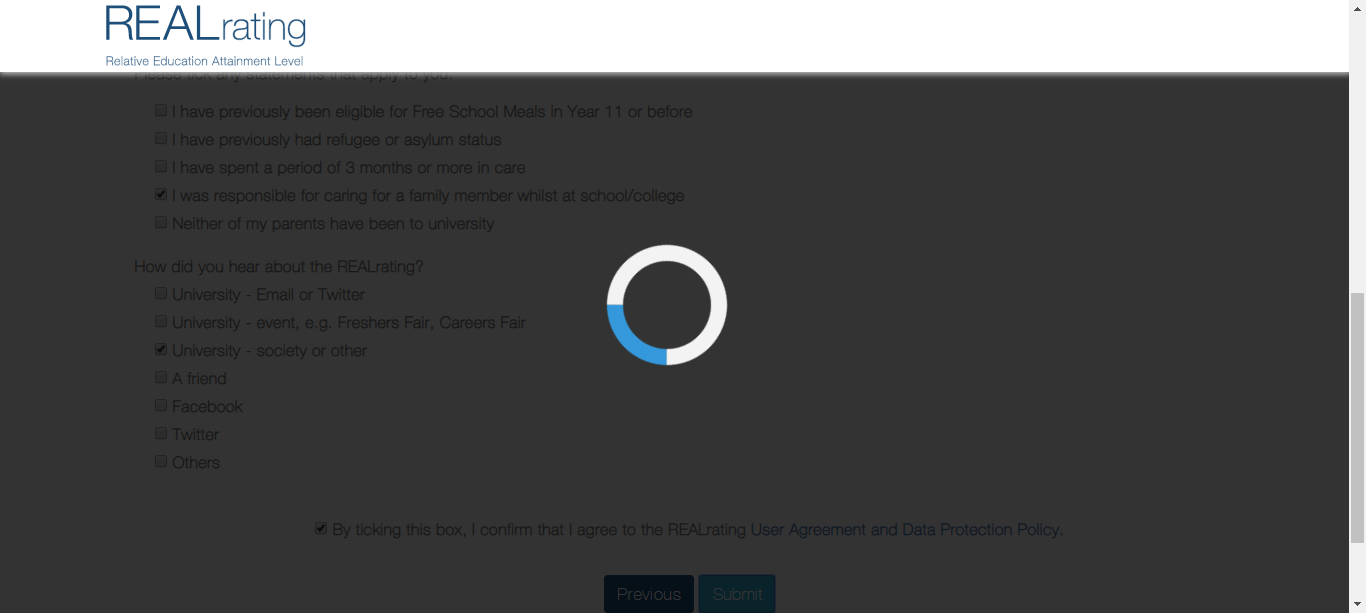 REALrating
Relative Education Attainment Level
Please tick any statements that apply to you.
I have previously been eligible for Free School Meals in Year 11 or before
I have previously had refugee or asylum status
I have spent a period of 3 months or more in care
I was responsible for caring for a family member whilst at school/college
Neither of my parents have been to university
How did you hear about the REALrating?
University - Email or Twitter
University - event, e.g. Freshers Fair, Careers Fair
University - society or other
A friend
Facebook
Twitter
Others
By ticking this box, I confirm that I agree to the REALrating User Agreement and Data Protection Policy.
Previous Submit